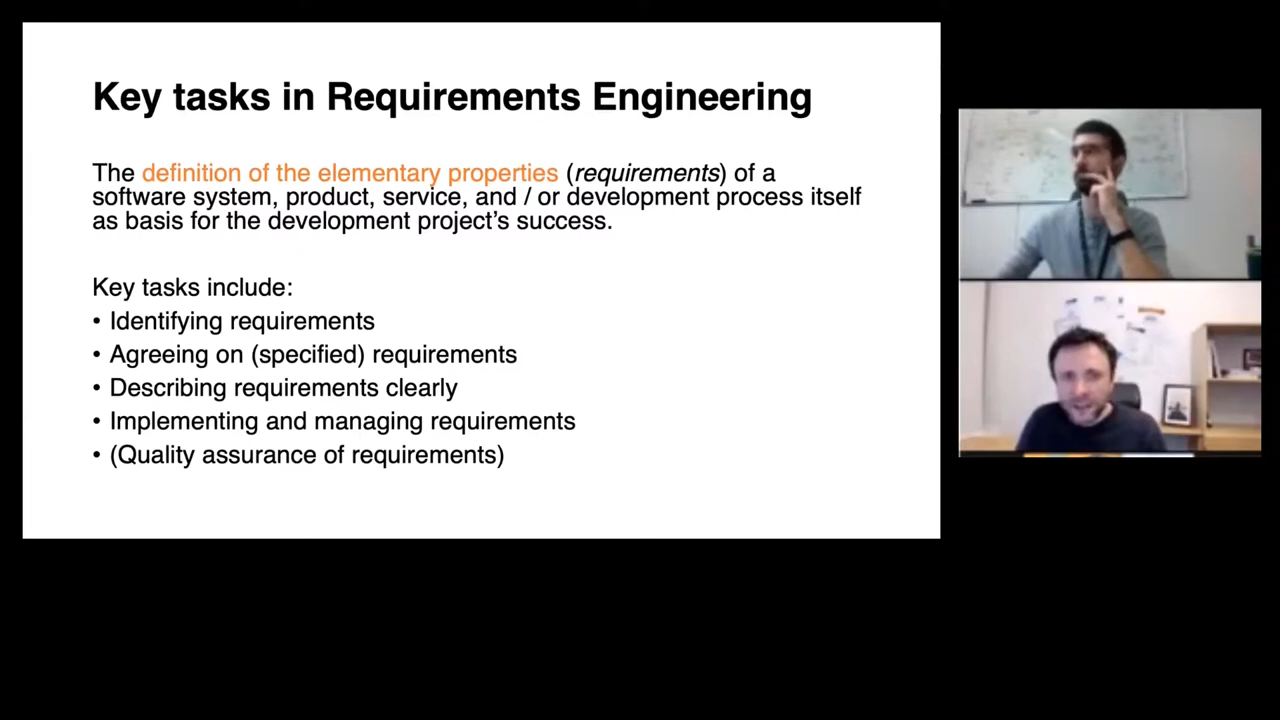 Key tasks in Requirements Engineering
The definition of the elementary properties (requirements) of a
software system, product, service, and / or development process itself
as basis for the development project’s success.
Key tasks include:
• Identifying requirements
• Agreeing on (specified) requirements
• Describing requirements clearly
• Implementing and managing requirements
• (Quality assurance of requirements)